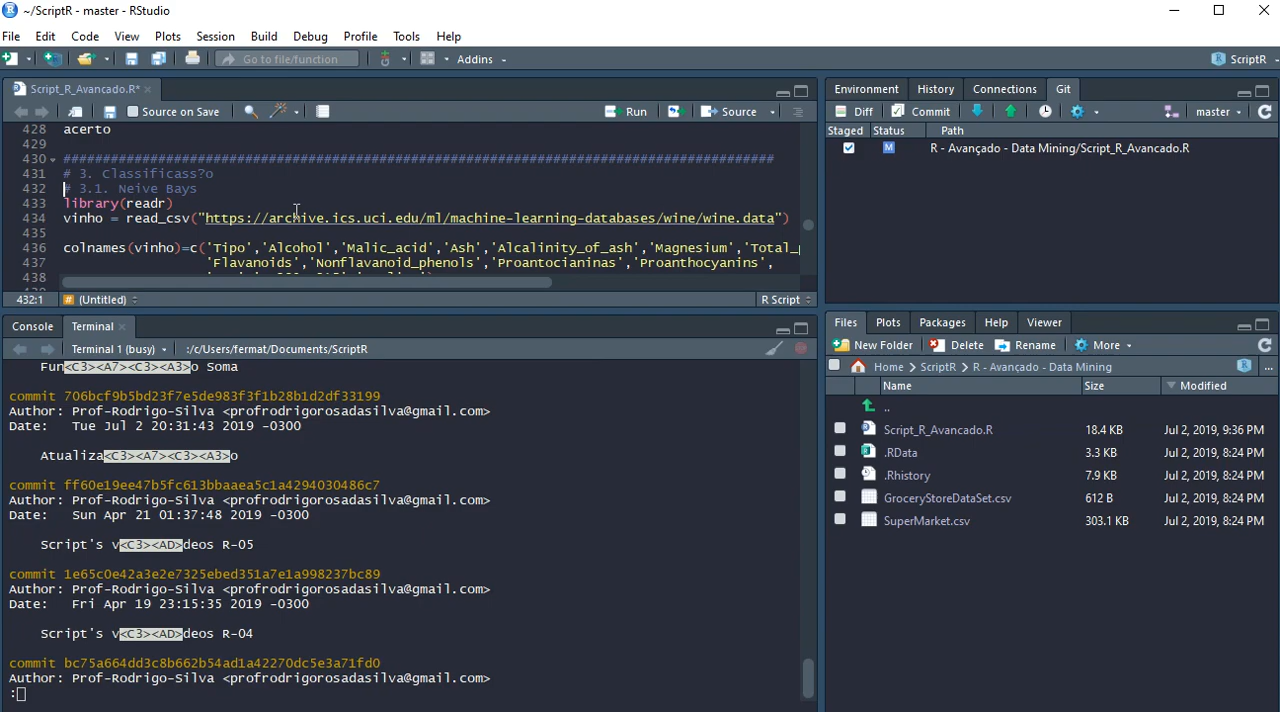 ~/ScriptR - master - RStudio
File Edit Code View Plots Session Build Debug Profile Tools Help
Go to file/function Addins ScriptR
Script_R_Avancado.R* ×
Source on Save Run Source
428 acerto
429
430 ###########################################################################################
431 # 3. Classificass?o
432 # 3.1. Neive Bays
433 library(readr)
434 vinho = read_csv("https://archive.ics.uci.edu/ml/machine-learning-databases/wine/wine.data")
435
436 colnames(vinho)=c('Tipo','Alcohol','Malic_acid','Ash','Alcalinity_of_ash','Magnesium','Total_p
437 'Flavanoids','Nonflavanoid_phenols','Proantocianinas','Proanthocyanins',
438
432:1 # (Untitled) R Script
Console Terminal ×
Terminal 1 (busy) :/c/Users/fermat/Documents/ScriptR
Fun<C3><A7><C3><A3>o Soma
commit 706bcf9b5bd23f7e5de983f3f1b28b1d2df33199
Author: Prof-Rodrigo-Silva <profrodrigorosadasilva@gmail.com>
Date: Tue Jul 2 20:31:43 2019 -0300
Atualiza<C3><A7><C3><A3>o
commit ff60e19ee47b5fc613bbaaea5c1a4294030486c7
Author: Prof-Rodrigo-Silva <profrodrigorosadasilva@gmail.com>
Date: Sun Apr 21 01:37:48 2019 -0300
Script's v<C3><AD>deos R-05
commit 1e65c0e42a3e2e7325ebed351a7e1a998237bc89
Author: Prof-Rodrigo-Silva <profrodrigorosadasilva@gmail.com>
Date: Fri Apr 19 23:15:35 2019 -0300
Script's v<C3><AD>deos R-04
commit bc75a664dd3c8b662b54ad1a42270dc5e3a71fd0
Author: Prof-Rodrigo-Silva <profrodrigorosadasilva@gmail.com>
:
Environment History Connections Git
Diff Commit master
Staged Status Path
M R - Avançado - Data Mining/Script_R_Avancado.R
Files Plots Packages Help Viewer
New Folder Delete Rename More
Home > ScriptR > R - Avançado - Data Mining ...
Name Size Modified
..
Script_R_Avancado.R 18.4 KB Jul 2, 2019, 9:36 PM
.RData 3.3 KB Jul 2, 2019, 8:24 PM
.Rhistory 7.9 KB Jul 2, 2019, 8:24 PM
GroceryStoreDataSet.csv 612 B Jul 2, 2019, 8:24 PM
SuperMarket.csv 303.1 KB Jul 2, 2019, 8:24 PM